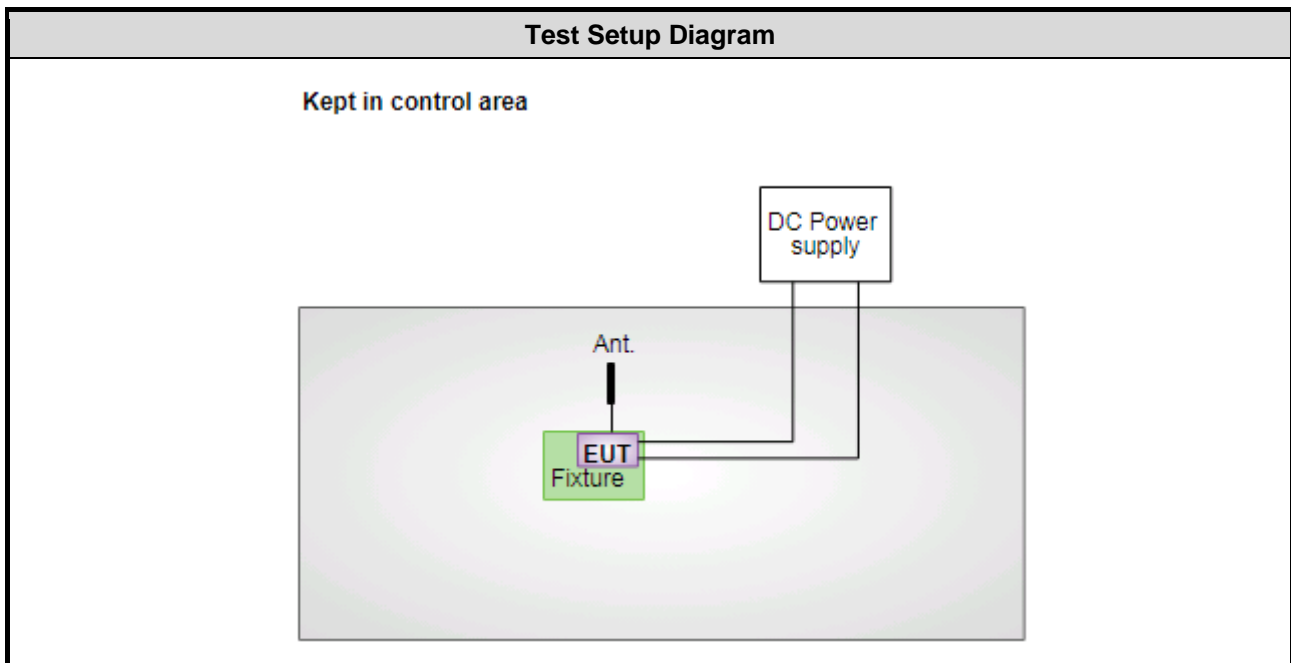 Test Setup Diagram
Kept in control area
DC Power
supply
Ant.
EUT
Fixture